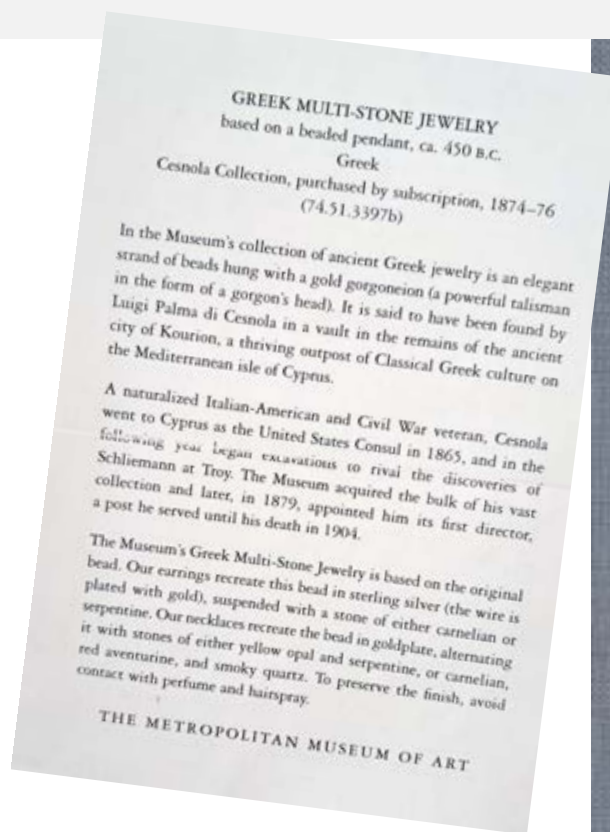 GREEK MULTI-STONE JEWELRY
based on a beaded pendant, ca. 450 B.C.
Greek
Cesnola Collection, purchased by subscription, 1874–76
(74.51.3397b)
In the Museum's collection of ancient Greek jewelry is an elegant
strand of beads hung with a gold gorgoneion (a powerful talisman
in the form of a gorgon's head). It is said to have been found by
Luigi Palma di Cesnola in a vault in the remains of the ancient
city of Kourion, a thriving outpost of Classical Greek culture on
the Mediterranean isle of Cyprus.
A naturalized Italian-American and Civil War veteran, Cesnola
went to Cyprus as the United States Consul in 1865, and in the
following year began excavations to rival the discoveries of
Schliemann at Troy. The Museum acquired the bulk of his vast
collection and later, in 1879, appointed him its first director,
a post he served until his death in 1904.
The Museum's Greek Multi-Stone Jewelry is based on the original
bead. Our earrings recreate this bead in sterling silver (the wire is
plated with gold), suspended with a stone of either carnelian or
serpentine. Our necklaces recreate the bead in goldplate, alternating
it with stones of either yellow opal and serpentine, or carnelian,
red aventurine, and smoky quartz. To preserve the finish, avoid
contact with perfume and hairspray.
THE METROPOLITAN MUSEUM OF ART